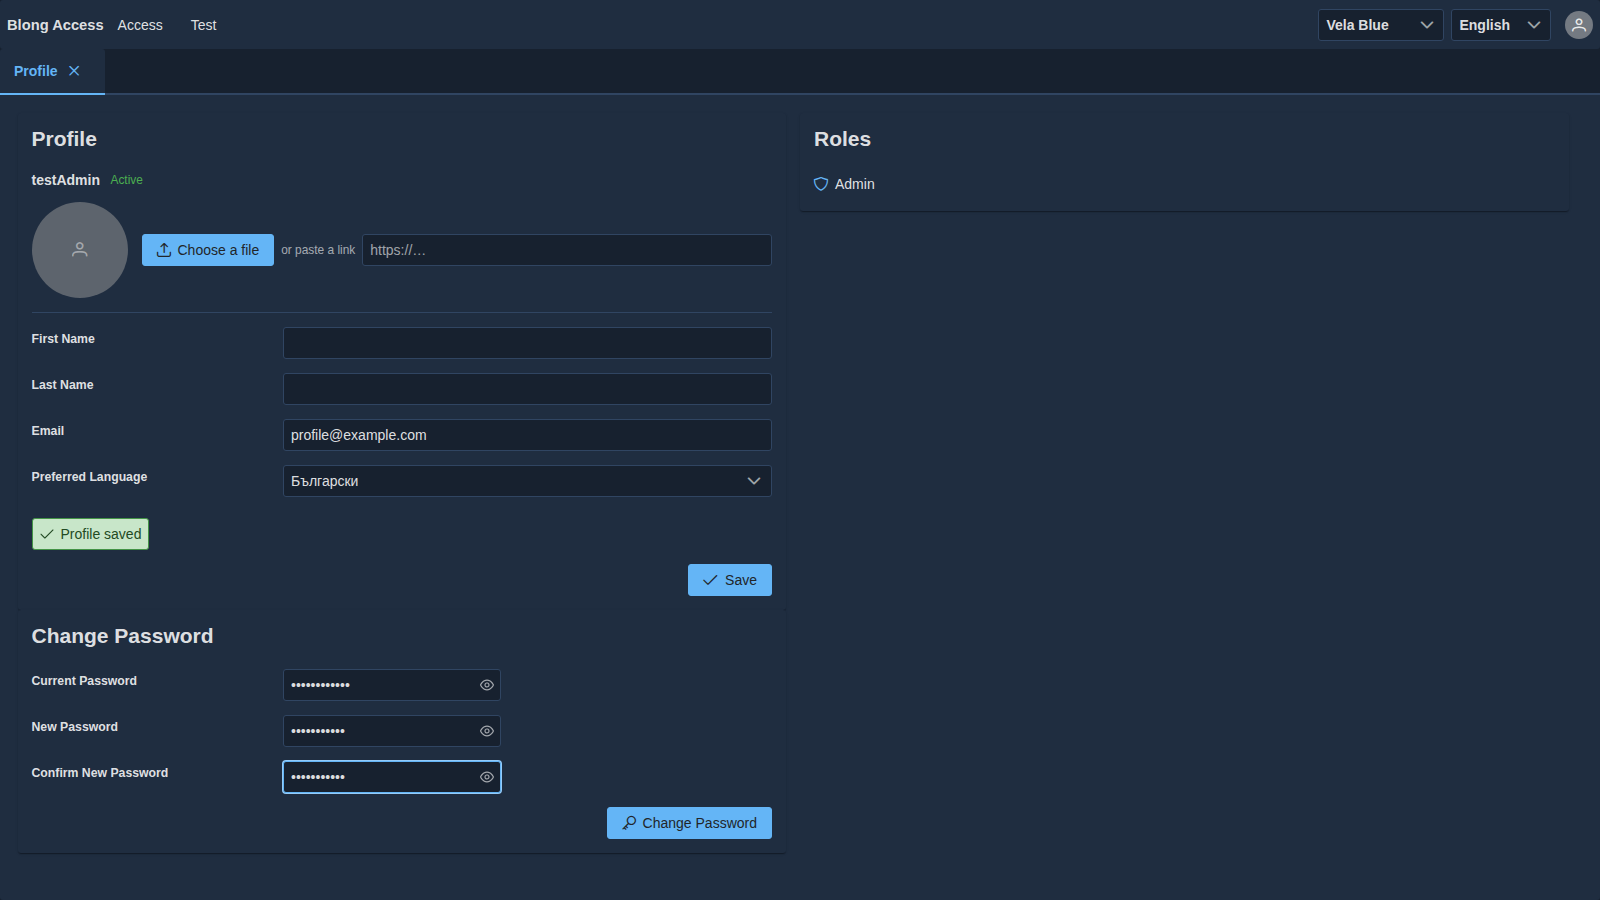 Blong Access Access Test Vela Blue English
Profile
Profile
testAdmin Active
Choose a file or paste a link https://…
First Name
Last Name
Email profile@example.com
Preferred Language Български
Profile saved
Save
Change Password
Current Password ••••••••••••
New Password •••••••••••
Confirm New Password •••••••••••
Change Password
Roles
Admin